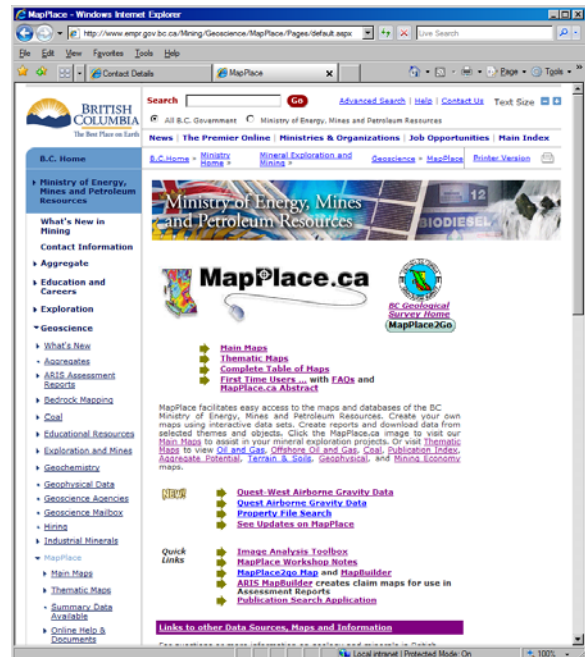 MapPlace - Windows Internet Explorer
http://www.empr.gov.bc.ca/Mining/Geoscience/MapPlace/Pages/default.aspx
Live Search
File Edit View Favorites Tools Help
Contact Details
MapPlace
Page
Tools
BRITISH
COLUMBIA
The Best Place on Earth
Search
Go
Advanced Search | Help | Contact Us
Text Size
All B.C. Government
Ministry of Energy, Mines and Petroleum Resources
News | The Premier Online | Ministries & Organizations | Job Opportunities | Main Index
B.C. Home » Ministry Home » Mineral Exploration and Mining » Geoscience » MapPlace
Printer Version
B.C. Home
Ministry of Energy,
Mines and Petroleum
Resources
What's New in
Mining
Contact Information
Aggregate
Education and
Careers
Exploration
Geoscience
What's New
Aggregates
ARIS Assessment
Reports
Bedrock Mapping
Coal
Educational Resources
Exploration and Mines
Geochemistry
Geophysical Data
Geoscience Agencies
Geoscience Mailbox
Hiring
Industrial Minerals
MapPlace
Main Maps
Thematic Maps
Summary Data
Available
Online Help &
Documents
Ministry of Energy, Mines
and Petroleum Resources
12
BIODIESEL
MapPlace.ca
BC Geological
Survey Home
MapPlace2Go
Main Maps
Thematic Maps
Complete Table of Maps
First Time Users ... with FAQs and
MapPlace.ca Abstract
MapPlace facilitates easy access to the maps and databases of the BC
Ministry of Energy, Mines and Petroleum Resources. Create your own
maps using interactive data sets. Create reports and download data from
selected themes and objects. Click the MapPlace.ca image to visit our
Main Maps to assist in your mineral exploration projects. Or visit Thematic
Maps to view Oil and Gas, Offshore Oil and Gas, Coal, Publication Index,
Aggregate Potential, Terrain & Soils, Geophysical, and Mining Economy
maps.
NEW!
Quest-West Airborne Gravity Data
Quest Airborne Gravity Data
Property File Search
See Updates on MapPlace
Quick
Links
Image Analysis Toolbox
MapPlace Workshop Notes
MapPlace2go Map and MapBuilder
ARIS MapBuilder creates claim maps for use in
Assessment Reports
Publication Search Application
Links to other Data Sources, Maps and Information
Local intranet | Protected Mode: On
100%